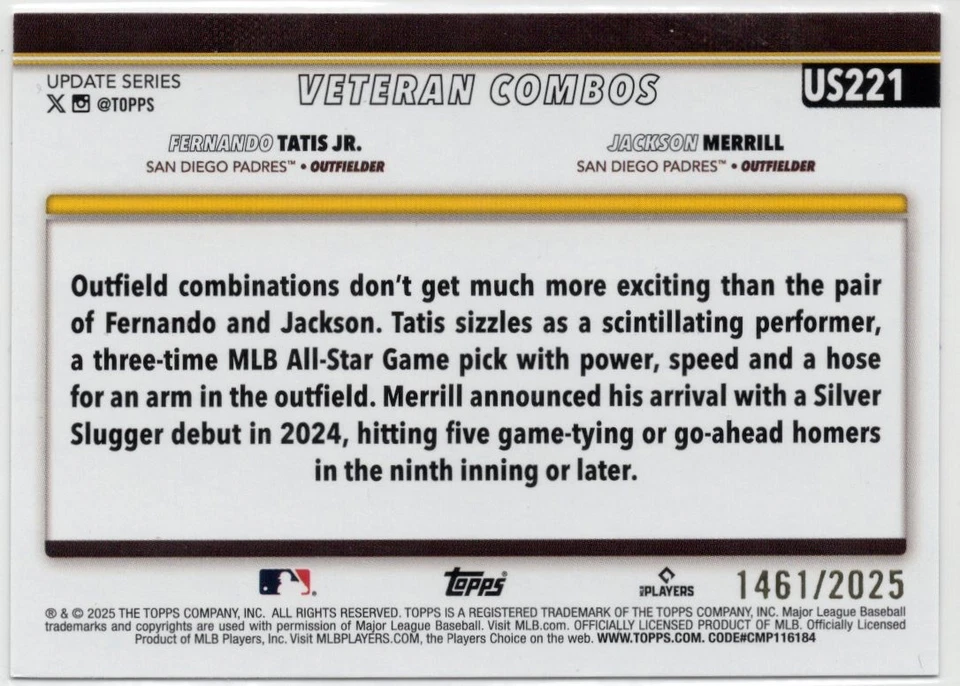 UPDATE SERIES
@TOPPS
VETERAN COMBOS
US221
FERNANDO TATIS JR.
SAN DIEGO PADRES™ • OUTFIELDER
JACKSON MERRILL
SAN DIEGO PADRES™ • OUTFIELDER
Outfield combinations don't get much more exciting than the pair
of Fernando and Jackson. Tatis sizzles as a scintillating performer,
a three-time MLB All-Star Game pick with power, speed and a hose
for an arm in the outfield. Merrill announced his arrival with a Silver
Slugger debut in 2024, hitting five game-tying or go-ahead homers
in the ninth inning or later.
topps®
MLB PLAYERS
1461/2025
® & © 2025 THE TOPPS COMPANY, INC. ALL RIGHTS RESERVED. TOPPS IS A REGISTERED TRADEMARK OF THE TOPPS COMPANY, INC. Major League Baseball
trademarks and copyrights are used with permission of Major League Baseball. Visit MLB.com. OFFICIALLY LICENSED PRODUCT OF MLB. Officially Licensed
Product of MLB Players, Inc. Visit MLBPLAYERS.COM, the Players Choice on the web. WWW.TOPPS.COM. CODE#CMP116184